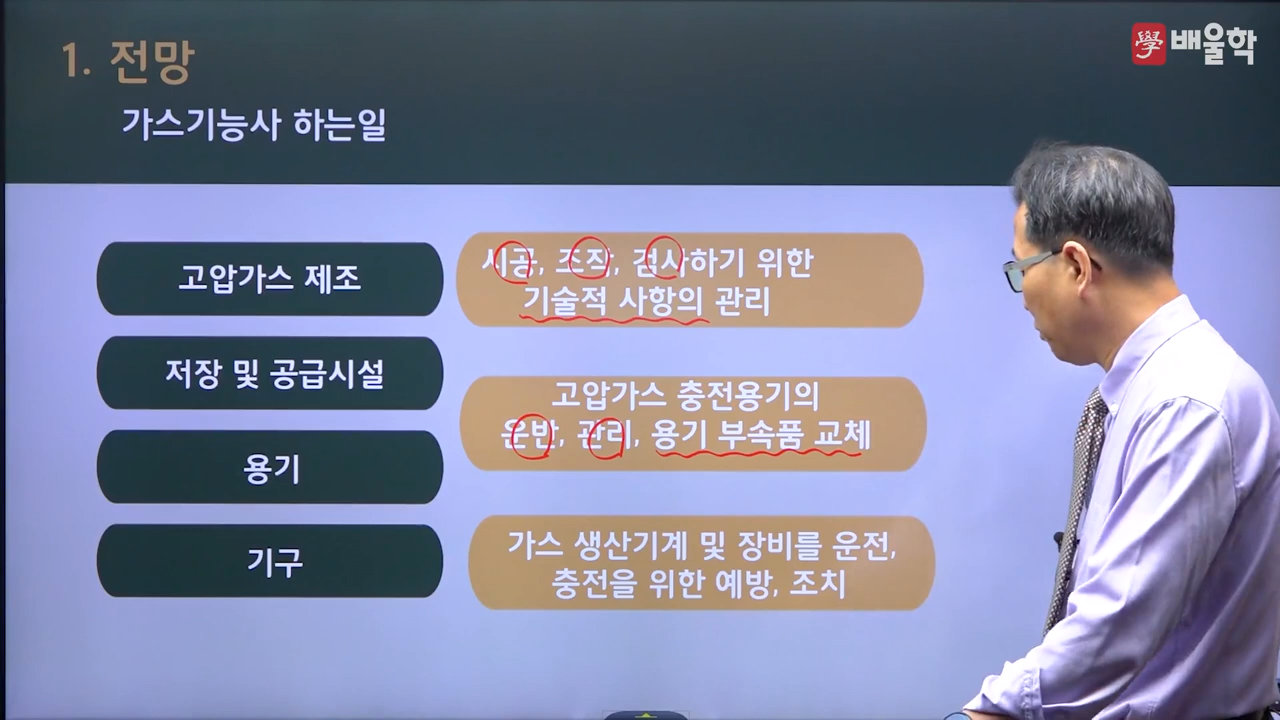 1. 전망
學 배울학
가스기능사 하는일
고압가스 제조
저장 및 공급시설
용기
기구
시공, 조작, 검사하기 위한
기술적 사항의 관리
고압가스 충전용기의
운반, 관리, 용기 부속품 교체
가스 생산기계 및 장비를 운전,
충전을 위한 예방, 조치